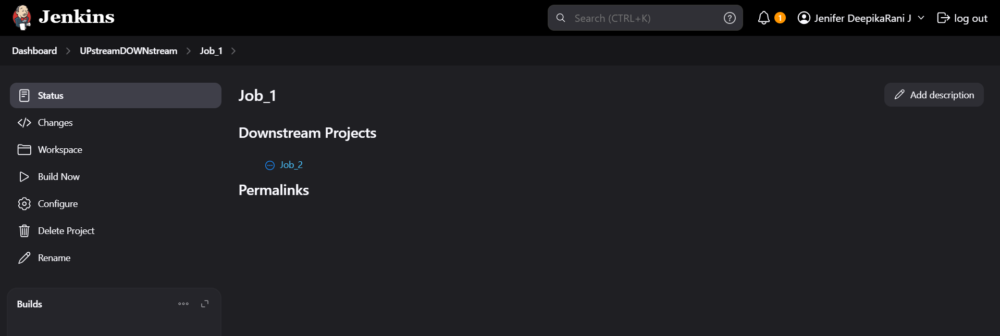 Jenkins
Search (CTRL+K)
1
Jenifer DeepikaRani J
log out
Dashboard
UPstreamDOWNstream
Job_1
Status
Changes
Workspace
Build Now
Configure
Delete Project
Rename
Builds
Job_1
Add description
Downstream Projects
Job_2
Permalinks